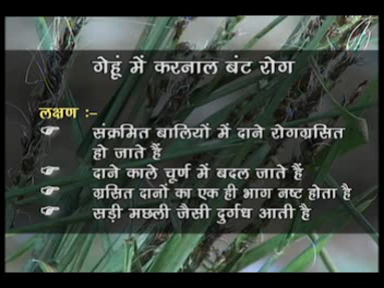 गेहूं में करनाल बंट रोग
लक्षण :-
संक्रमित बालियों में दाने रोगग्रसित
हो जाते हैं
दाने काले चूर्ण में बदल जाते हैं
ग्रसित दानों का एक ही भाग नष्ट होता है
सड़ी मछली जैसी दुर्गंध आती है